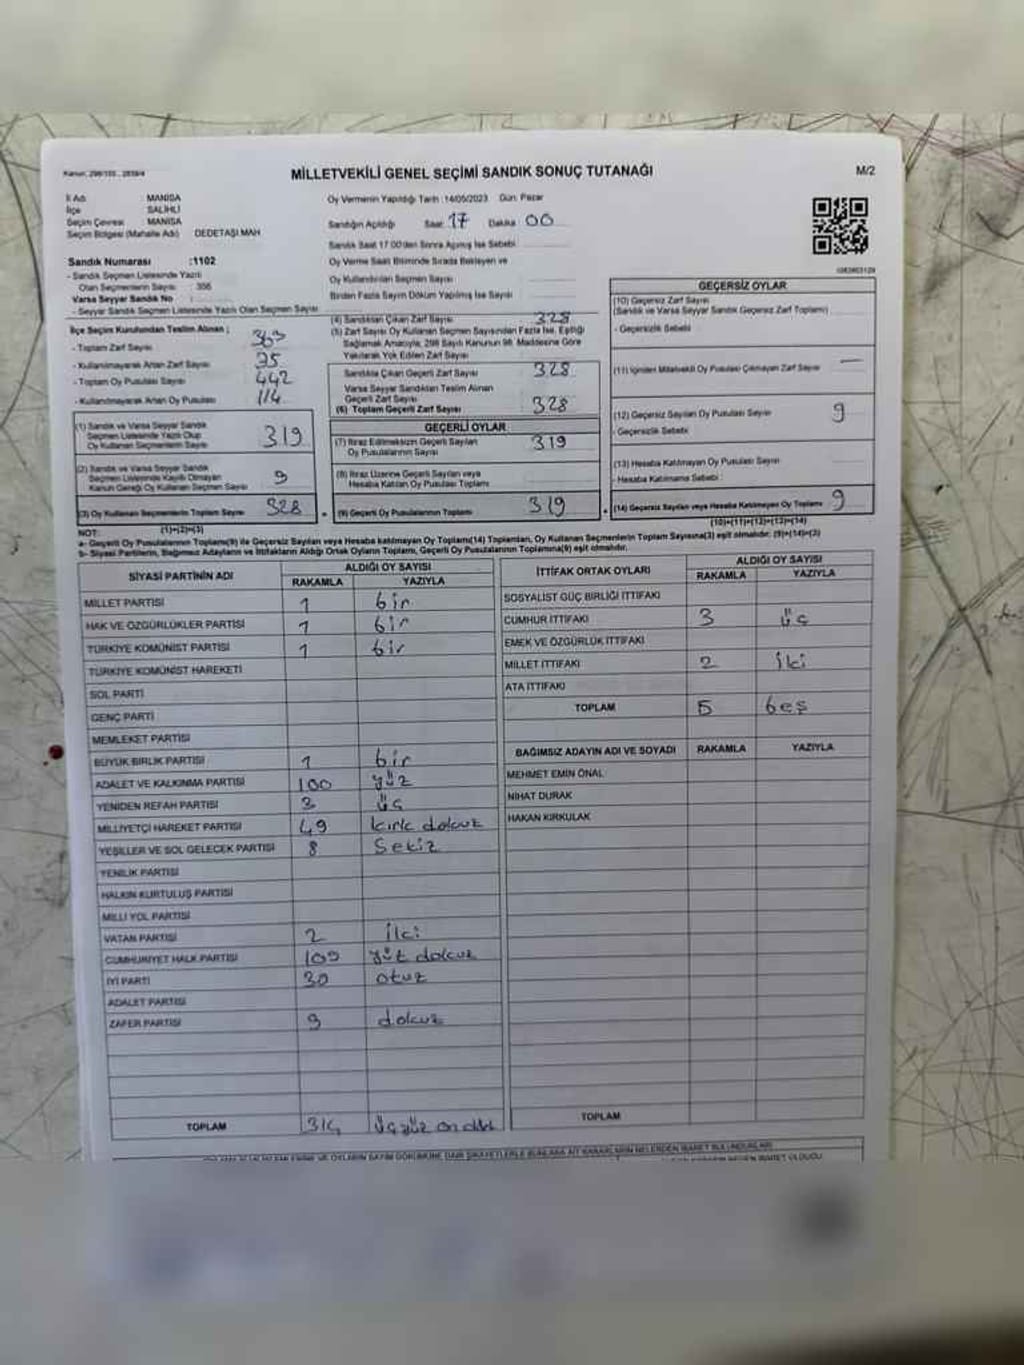 Kanun; 298/105 , 2839/4
MİLLETVEKİLİ GENEL SEÇİMİ SANDIK SONUÇ TUTANAĞI
M/2
İl Adı : MANİSA
İlçe : SALİHLİ
Seçim Çevresi : MANİSA
Seçim Bölgesi (Mahalle Adı) DEDETAŞI MAH
Sandık Numarası :1102
- Sandık Seçmen Listesinde Yazılı
Olan Seçmenlerin Sayısı :
Varsa Seyyar Sandık No :
- Seyyar Sandık Seçmen Listesinde Yazılı Olan Seçmen Sayısı
Oy Vermenin Yapıldığı Tarih :14/05/2023 Gün: Pazar
Sandığın Açıldığı Saat: 17 Dakika 00
Sandık Saat 17.00'den Sonra Açılmış İse Sebebi
Oy Verme Saati Bitiminde Sırada Bekleyen ve
Oy Kullandırılan Seçmen Sayısı
Birden Fazla Sayım Döküm Yapılmış İse Sayısı
İlçe Seçim Kurulundan Teslim Alınan ;
- Toplam Zarf Sayısı 363
- Kullanılmayarak Artan Zarf Sayısı 35
- Toplam Oy Pusulası Sayısı 442
- Kullanılmayarak Artan Oy Pusulası 114
(1) Sandık ve Varsa Seyyar Sandık
Seçmen Listesinde Yazılı Olup
Oy Kullanan Seçmenlerin Sayısı 319
(2) Sandık ve Varsa Seyyar Sandık
Seçmen Listesinde Kayıtlı Olmayan
Kanun Gereği Oy Kullanan Seçmen Sayısı 9
(3) Oy Kullanan Seçmenlerin Toplam Sayısı 328
(1)+(2)=(3)
(4) Sandıktan Çıkan Zarf Sayısı 328
(5) Zarf Sayısı Oy Kullanan Seçmen Sayısından Fazla İse, Eşitliği
Sağlamak Amacıyla, 298 Sayılı Kanunun 98. Maddesine Göre
Yakılarak Yok Edilen Zarf Sayısı
Sandıkta Çıkan Geçerli Zarf Sayısı 328
Varsa Seyyar Sandıktan Teslim Alınan
Geçerli Zarf Sayısı
(6) Toplam Geçerli Zarf Sayısı 328
GEÇERLİ OYLAR
(7) İtiraz Edilmeksizin Geçerli Sayılan
Oy Pusulalarının Sayısı 319
(8) İtiraz Üzerine Geçerli Sayılan veya
Hesaba Katılan Oy Pusulası Toplamı
(9) Geçerli Oy Pusulalarının Toplamı 319
GEÇERSİZ OYLAR
(10) Geçersiz Zarf Sayısı
(Sandık ve Varsa Seyyar Sandık Geçersiz Zarf Toplamı)
- Geçersizlik Sebebi
(11) İçinden Milletvekili Oy Pusulası Çıkmayan Zarf Sayısı —
(12) Geçersiz Sayılan Oy Pusulası Sayısı 9
- Geçersizlik Sebebi
(13) Hesaba Katılmayan Oy Pusulası Sayısı
- Hesaba Katılmama Sebebi :
(14) Geçersiz Sayılan veya Hesaba Katılmayan Oy Toplamı 9
(10)+(11)+(12)+(13)=(14)
NOT:
a- Geçerli Oy Pusulalarının Toplamı(9) ile Geçersiz Sayılan veya Hesaba katılmayan Oy Toplamı(14) Toplamları, Oy Kullanan Seçmenlerin Toplam Sayısına(3) eşit olmalıdır. (9)+(14)=(3)
b- Siyasi Partilerin, Bağımsız Adayların ve İttifakların Aldığı Ortak Oyların Toplamı, Geçerli Oy Pusulalarının Toplamına(9) eşit olmalıdır.
SİYASİ PARTİNİN ADI ALDIĞI OY SAYISI
RAKAMLA YAZIYLA
MİLLET PARTİSİ 1 bir
HAK VE ÖZGÜRLÜKLER PARTİSİ 1 bir
TÜRKİYE KOMÜNİST PARTİSİ 1 bir
TÜRKİYE KOMÜNİST HAREKETİ
SOL PARTİ
GENÇ PARTİ
MEMLEKET PARTİSİ
BÜYÜK BİRLİK PARTİSİ 1 bir
ADALET VE KALKINMA PARTİSİ 100 yüz
YENİDEN REFAH PARTİSİ 3 üç
MİLLİYETÇİ HAREKET PARTİSİ 49 kırk dokuz
YEŞİLLER VE SOL GELECEK PARTİSİ 8 Sekiz
YENİLİK PARTİSİ
HALKIN KURTULUŞ PARTİSİ
MİLLİ YOL PARTİSİ
VATAN PARTİSİ 2 iki
CUMHURİYET HALK PARTİSİ 109 yüz dokuz
İYİ PARTİ 30 otuz
ADALET PARTİSİ
ZAFER PARTİSİ 9 dokuz
TOPLAM 314 üçyüz on dört
İTTİFAK ORTAK OYLARI ALDIĞI OY SAYISI
RAKAMLA YAZIYLA
SOSYALİST GÜÇ BİRLİĞİ İTTİFAKI
CUMHUR İTTİFAKI 3 üç
EMEK VE ÖZGÜRLÜK İTTİFAKI
MİLLET İTTİFAKI 2 iki
ATA İTTİFAKI
TOPLAM 5 beş
BAĞIMSIZ ADAYIN ADI VE SOYADI RAKAMLA YAZIYLA
MEHMET EMİN ÖNAL
NİHAT DURAK
HAKAN KIRKULAK
TOPLAM